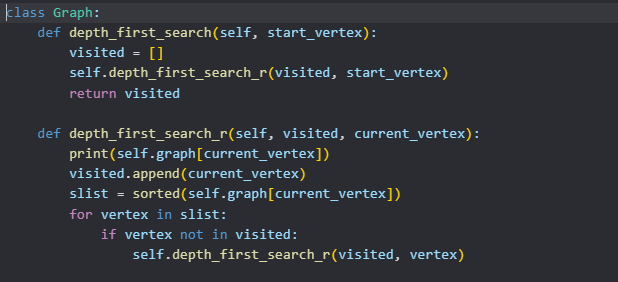 class Graph:
    def depth_first_search(self, start_vertex):
        visited = []
        self.depth_first_search_r(visited, start_vertex)
        return visited

    def depth_first_search_r(self, visited, current_vertex):
        print(self.graph[current_vertex])
        visited.append(current_vertex)
        slist = sorted(self.graph[current_vertex])
        for vertex in slist:
            if vertex not in visited:
                self.depth_first_search_r(visited, vertex)